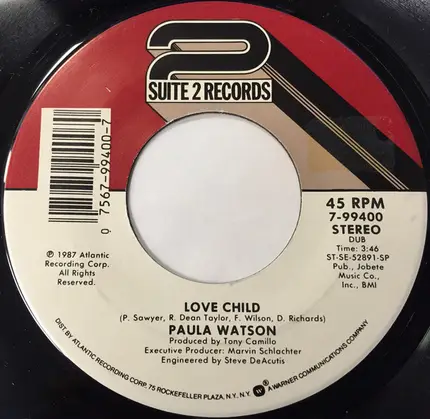 2
SUITE 2 RECORDS
0 7567-99400-7
45 RPM
7-99400
STEREO
DUB
Time: 3:46
ST-SE-52891-SP
Pub., Jobete
Music Co.,
Inc., BMI
℗ 1987 Atlantic
Recording Corp.
All Rights
Reserved.
LOVE CHILD
(P. Sawyer, R. Dean Taylor, F. Wilson, D. Richards)
PAULA WATSON
Produced by Tony Camillo
Executive Producer: Marvin Schlachter
Engineered by Steve DeAcutis
DIST. BY ATLANTIC RECORDING CORP., 75 ROCKEFELLER PLAZA, N.Y., N.Y. W A WARNER COMMUNICATIONS COMPANY